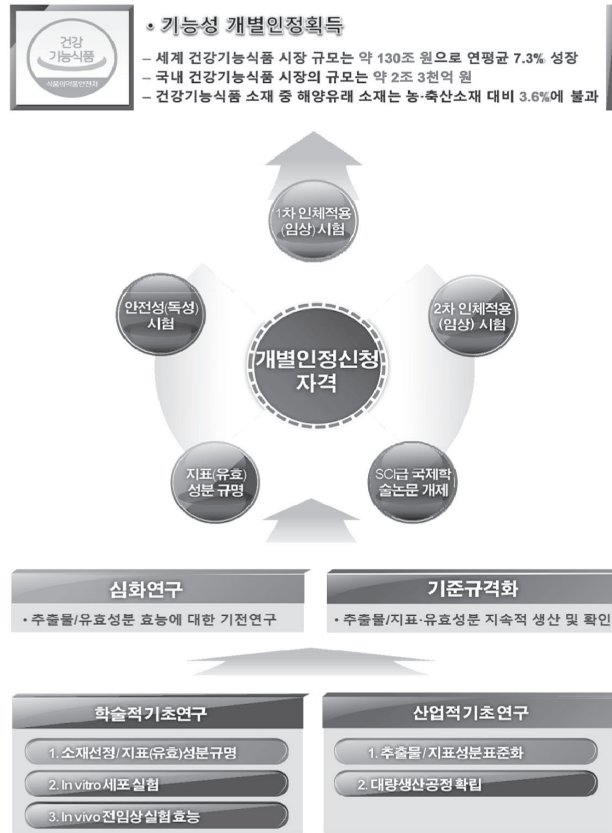 건강
기능식품
식품의약품안전처
• 기능성 개별인정획득
– 세계 건강기능식품 시장 규모는 약 130조 원으로 연평균 7.3% 성장
– 국내 건강기능식품 시장의 규모는 약 2조 3천억 원
– 건강기능식품 소재 중 해양유래 소재는 농·축산소재 대비 3.6%에 불과
1차 인체적용
(임상) 시험
안전성(독성)
시험
2차 인체적용
(임상) 시험
개별인정신청
자격
지표(유효)
성분 규명
SCI급 국제학
술논문 개제
심화연구
기준규격화
• 추출물/유효성분 효능에 대한 기전연구
• 추출물/지표·유효성분 지속적 생산 및 확인
학술적기초연구
1. 소재선정/지표(유효)성분규명
2. In vitro 세포 실험
3. In vivo 전임상 실험 효능
산업적기초연구
1. 추출물/지표성분표준화
2. 대량생산공정 확립